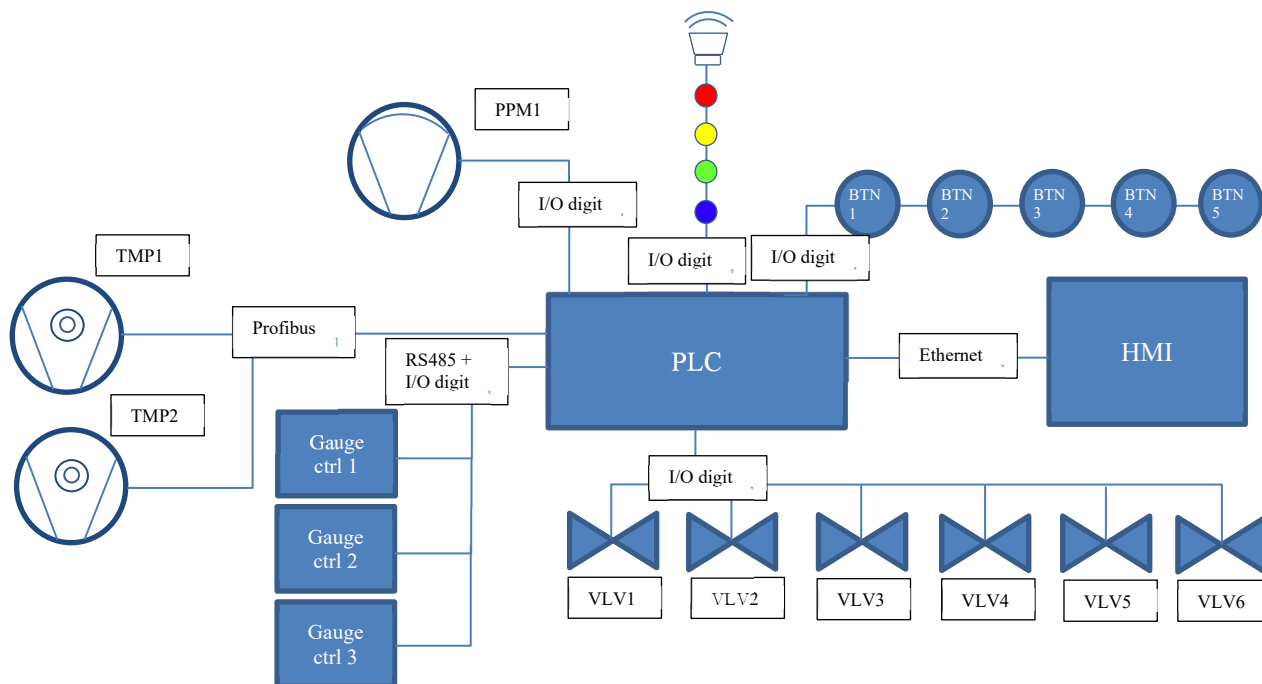 PPM1
I/O digit
BTN
1
BTN
2
BTN
3
BTN
4
BTN
5
TMP1
I/O digit
I/O digit
Profibus
RS485 +
I/O digit
PLC
Ethernet
HMI
TMP2
Gauge
ctrl 1
I/O digit
Gauge
ctrl 2
VLV1
VLV2
VLV3
VLV4
VLV5
VLV6
Gauge
ctrl 3